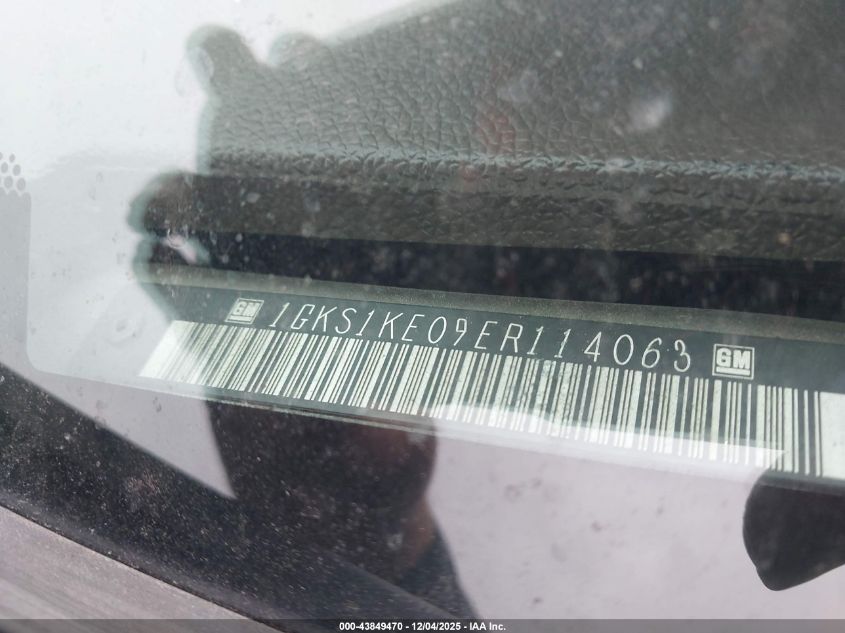 GM 1GKS1KE09ER114063 GM
000-43849470 - 12/04/2025 - IAA Inc.